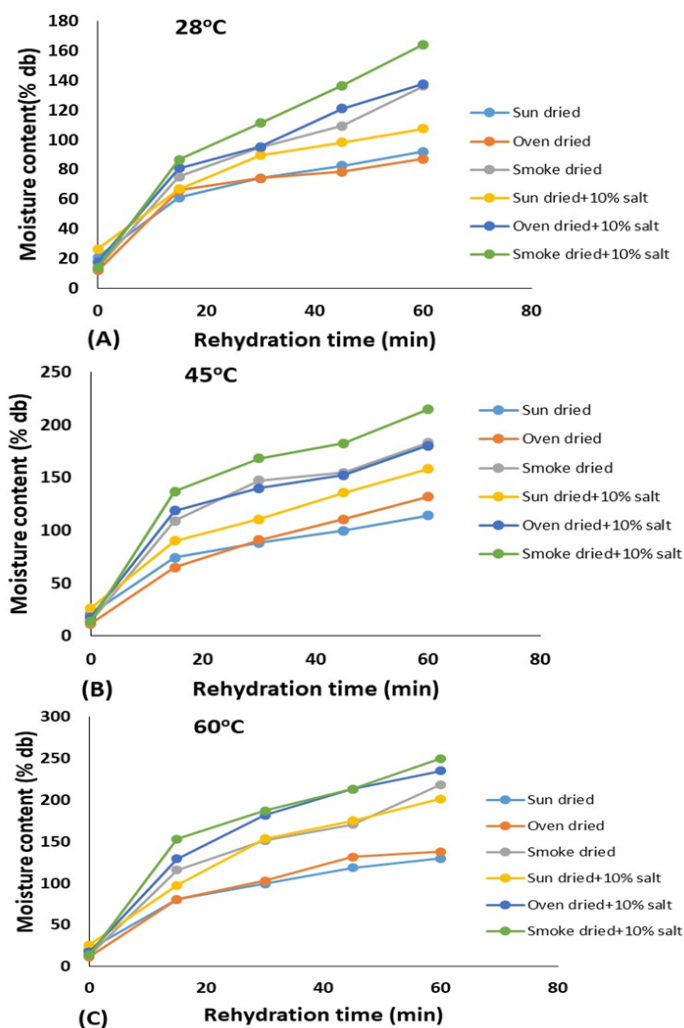 28°C
180
160
140
120
100
80
60
40
20
0
Moisture content(% db)
0 20 40 60 80
Rehydration time (min)
(A)
Sun dried
Oven dried
Smoke dried
Sun dried+10% salt
Oven dried+10% salt
Smoke dried+10% salt
45°C
250
200
150
100
50
0
Moisture content (% db)
0 20 40 60 80
Rehydration time (min)
(B)
Sun dried
Oven dried
Smoke dried
Sun dried+10% salt
Oven dried+10% salt
Smoke dried+10% salt
60°C
300
250
200
150
100
50
0
Moisture content (% db)
0 20 40 60 80
Rehydration time (min)
(C)
Sun dried
Oven dried
Smoke dried
Sun dried+10% salt
Oven dried+10% salt
Smoke dried+10% salt